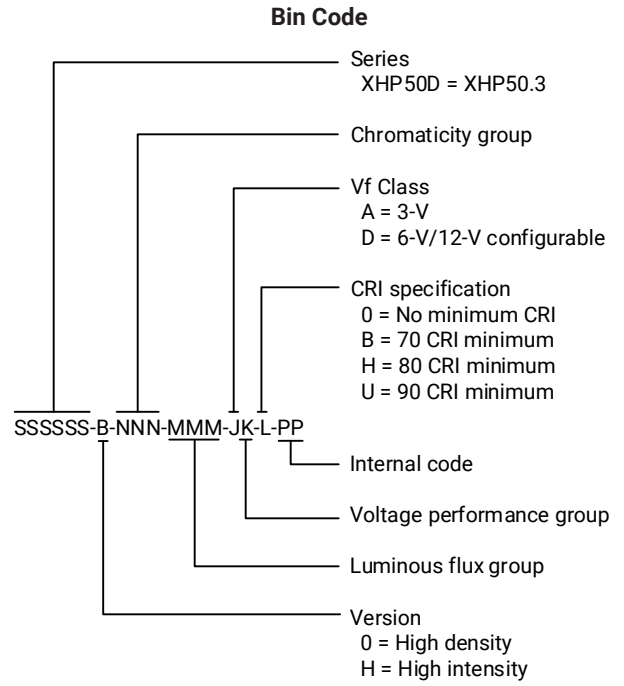 Bin Code
Series
XHP50D = XHP50.3
Chromaticity group
Vf Class
A = 3-V
D = 6-V/12-V configurable
CRI specification
0 = No minimum CRI
B = 70 CRI minimum
H = 80 CRI minimum
U = 90 CRI minimum
SSSSSS-B-NNN-MMM-JK-L-PP
Internal code
Voltage performance group
Luminous flux group
Version
0 = High density
H = High intensity